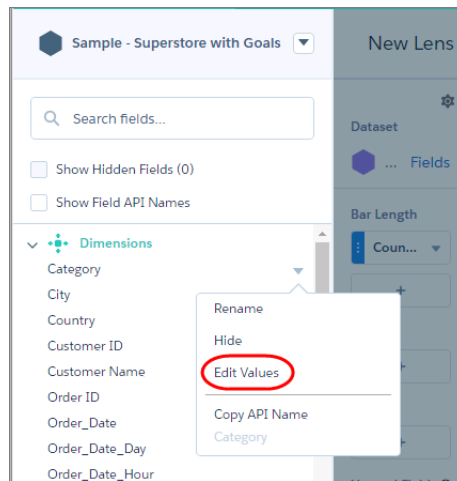 Sample - Superstore with Goals
New Lens
Search fields...
Show Hidden Fields (0)
Show Field API Names
Dataset
... Fields
Bar Length
Coun...
+
+
+
Dimensions
Category
City
Country
Customer ID
Customer Name
Order ID
Order_Date
Order_Date_Day
Order_Date_Hour
Rename
Hide
Edit Values
Copy API Name
Category